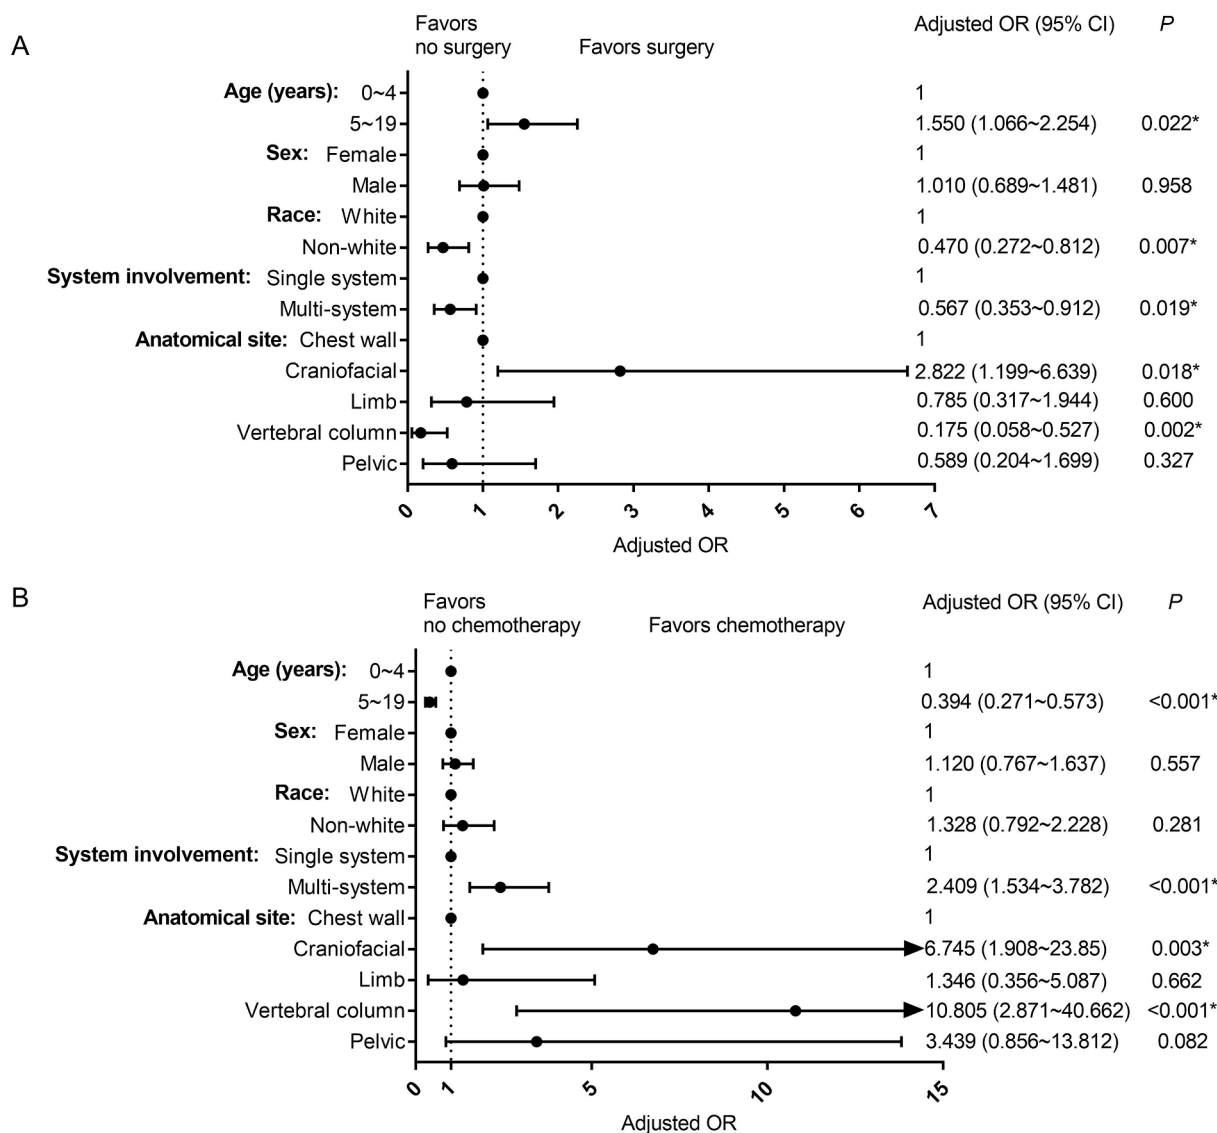 A
Favors
no surgery
Favors surgery
Adjusted OR (95% CI) P
Age (years): 0~4 1
5~19 1.550 (1.066~2.254) 0.022*
Sex: Female 1
Male 1.010 (0.689~1.481) 0.958
Race: White 1
Non-white 0.470 (0.272~0.812) 0.007*
System involvement: Single system 1
Multi-system 0.567 (0.353~0.912) 0.019*
Anatomical site: Chest wall 1
Craniofacial 2.822 (1.199~6.639) 0.018*
Limb 0.785 (0.317~1.944) 0.600
Vertebral column 0.175 (0.058~0.527) 0.002*
Pelvic 0.589 (0.204~1.699) 0.327
0 1 2 3 4 5 6 7
Adjusted OR
B
Favors
no chemotherapy
Favors chemotherapy
Adjusted OR (95% CI) P
Age (years): 0~4 1
5~19 0.394 (0.271~0.573) <0.001*
Sex: Female 1
Male 1.120 (0.767~1.637) 0.557
Race: White 1
Non-white 1.328 (0.792~2.228) 0.281
System involvement: Single system 1
Multi-system 2.409 (1.534~3.782) <0.001*
Anatomical site: Chest wall 1
Craniofacial 6.745 (1.908~23.85) 0.003*
Limb 1.346 (0.356~5.087) 0.662
Vertebral column 10.805 (2.871~40.662) <0.001*
Pelvic 3.439 (0.856~13.812) 0.082
0 1 5 10 15
Adjusted OR